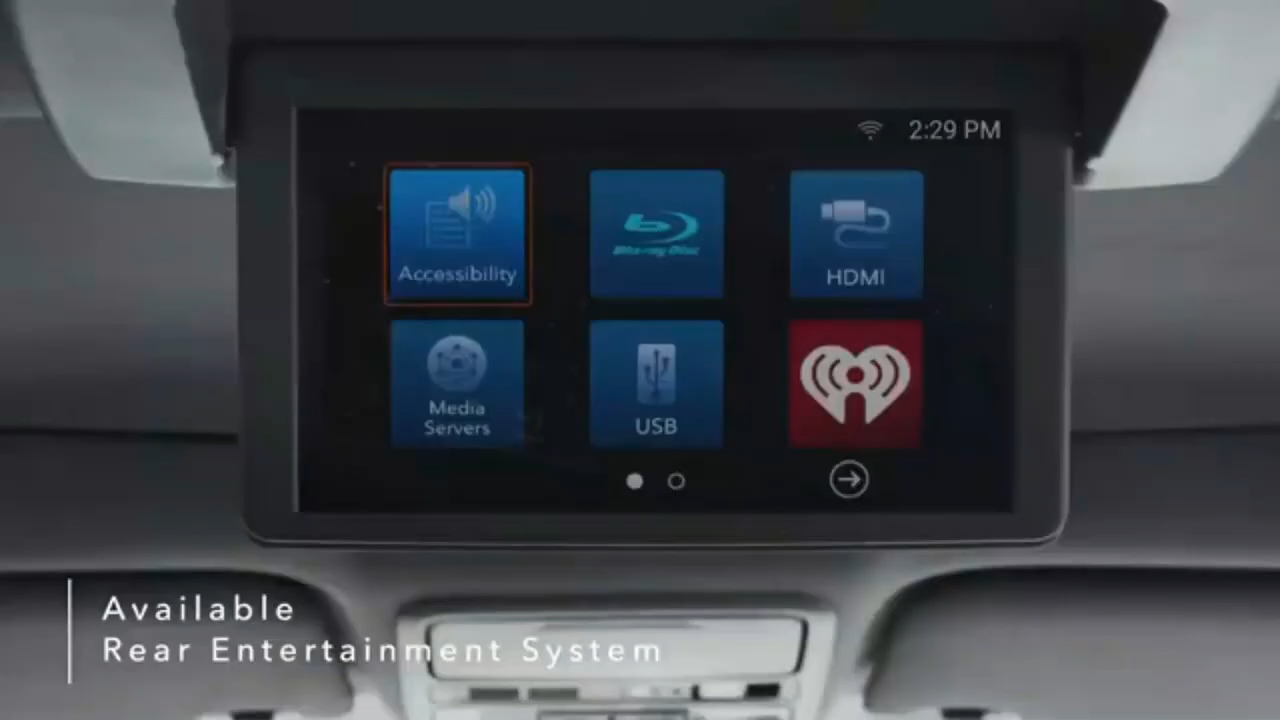 2:29 PM
Accessibility
Blu-ray Disc
HDMI
Media
Servers
USB
Available
Rear Entertainment System